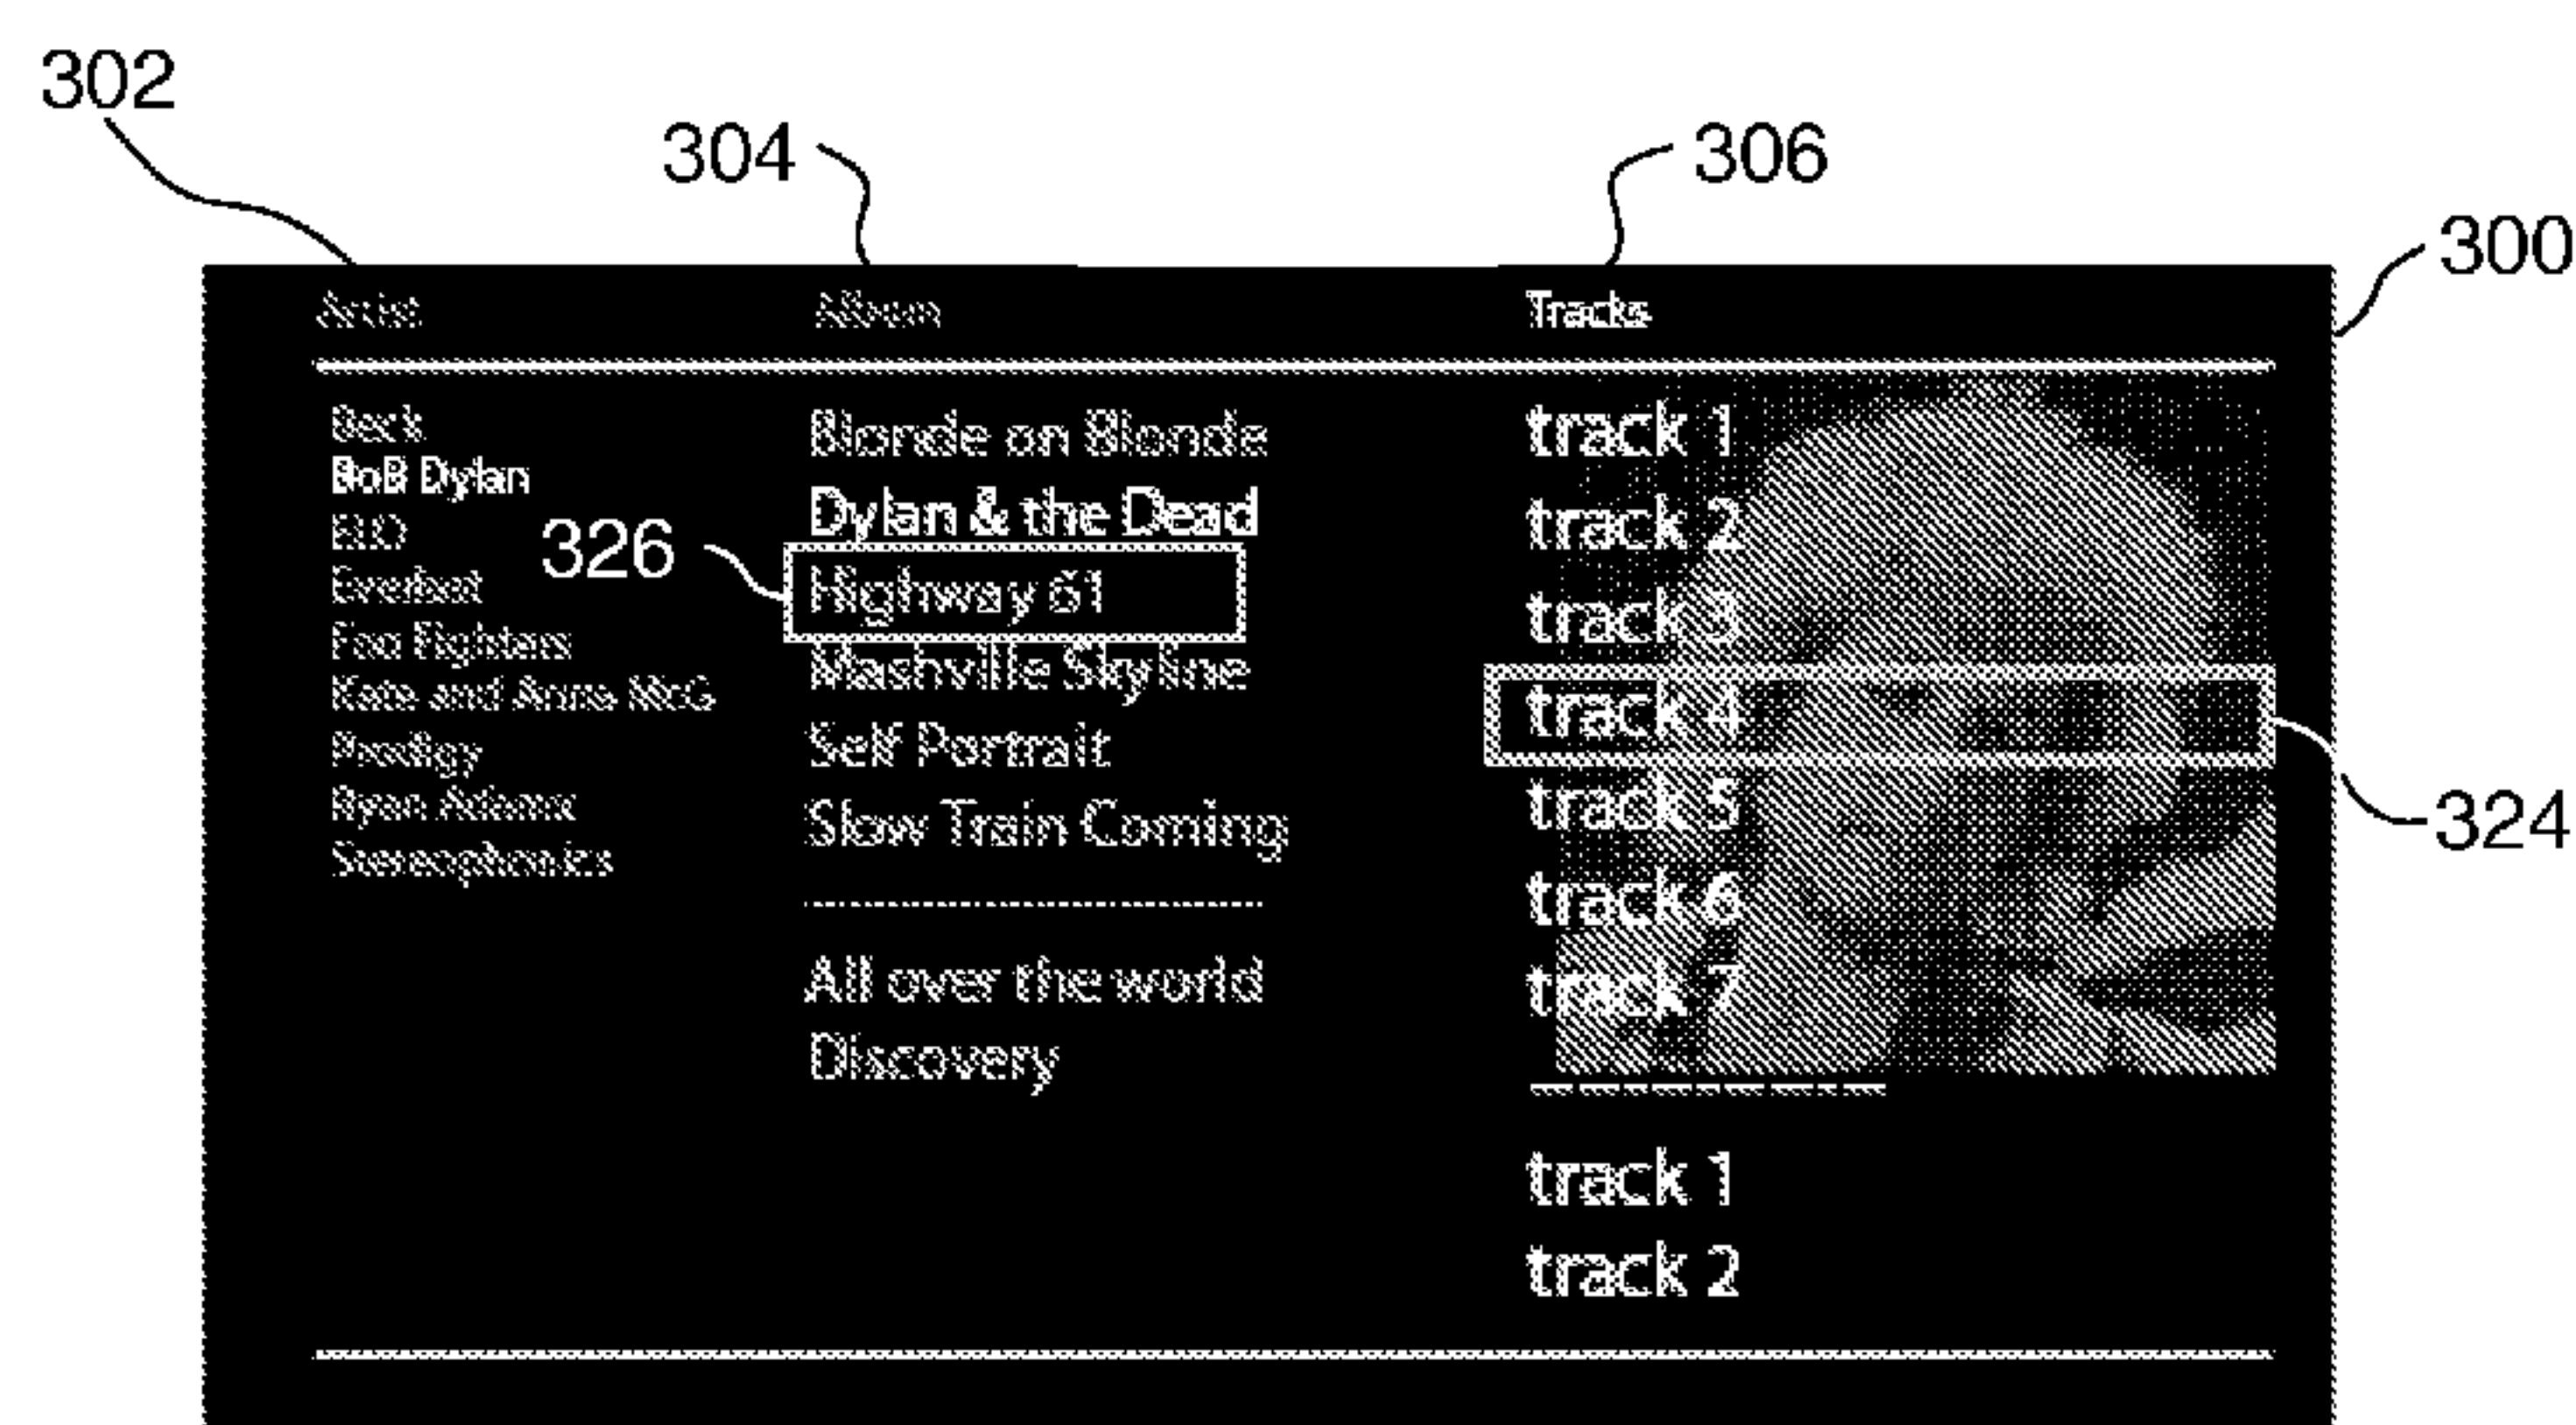 302
304
306
300
Artist
Album
Tracks
Beck
BoB Dylan
ELO
Everlast
Foo Fighters
Kate and Anna McG
Prodigy
Ryan Adams
Stereophonics
326
Blonde on Blonde
Dylan & the Dead
Highway 61
Nashville Skyline
Self Portrait
Slow Train Coming
All over the world
Discovery
track 1
track 2
track 3
track 4
track 5
track 6
track 7
track 1
track 2
324